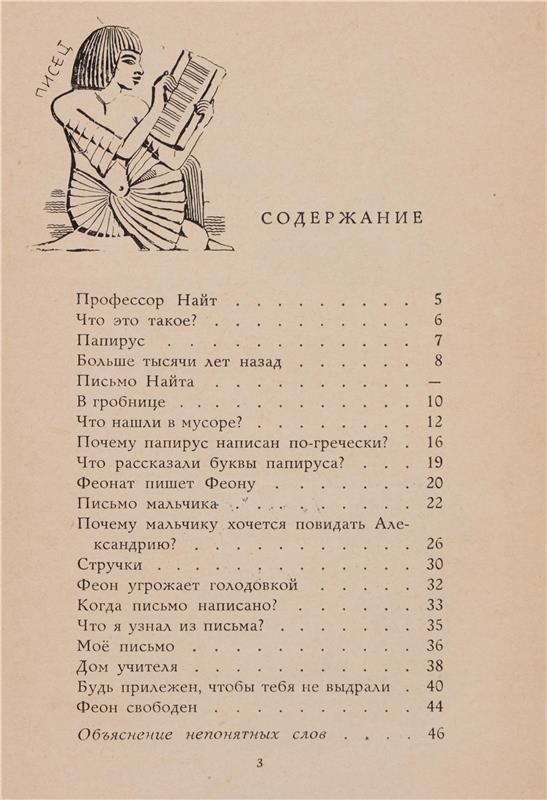 ПИСЕЦ
СОДЕРЖАНИЕ
Профессор Найт . . . . . . . . . 5
Что это такое? . . . . . . . . . . 6
Папирус . . . . . . . . . . . . 7
Больше тысячи лет назад . . . . . . 8
Письмо Найта . . . . . . . . . . —
В гробнице . . . . . . . . . . . 10
Что нашли в мусоре? . . . . . . . . 12
Почему папирус написан по-гречески? . 16
Что рассказали буквы папируса? . . . 19
Феонат пишет Феону . . . . . . . 20
Письмо мальчика . . . . . . . . . 22
Почему мальчику хочется повидать Але-
ксандрию? . . . . . . . . . . . 26
Стручки . . . . . . . . . . . . 30
Феон угрожает голодовкой . . . . . 32
Когда письмо написано? . . . . . . 33
Что я узнал из письма? . . . . . . . 35
Моё письмо . . . . . . . . . . . 36
Дом учителя . . . . . . . . . . . 38
Будь прилежен, чтобы тебя не выдрали . 40
Феон свободен . . . . . . . . . . 44
Объяснение непонятных слов . . . . 46
3